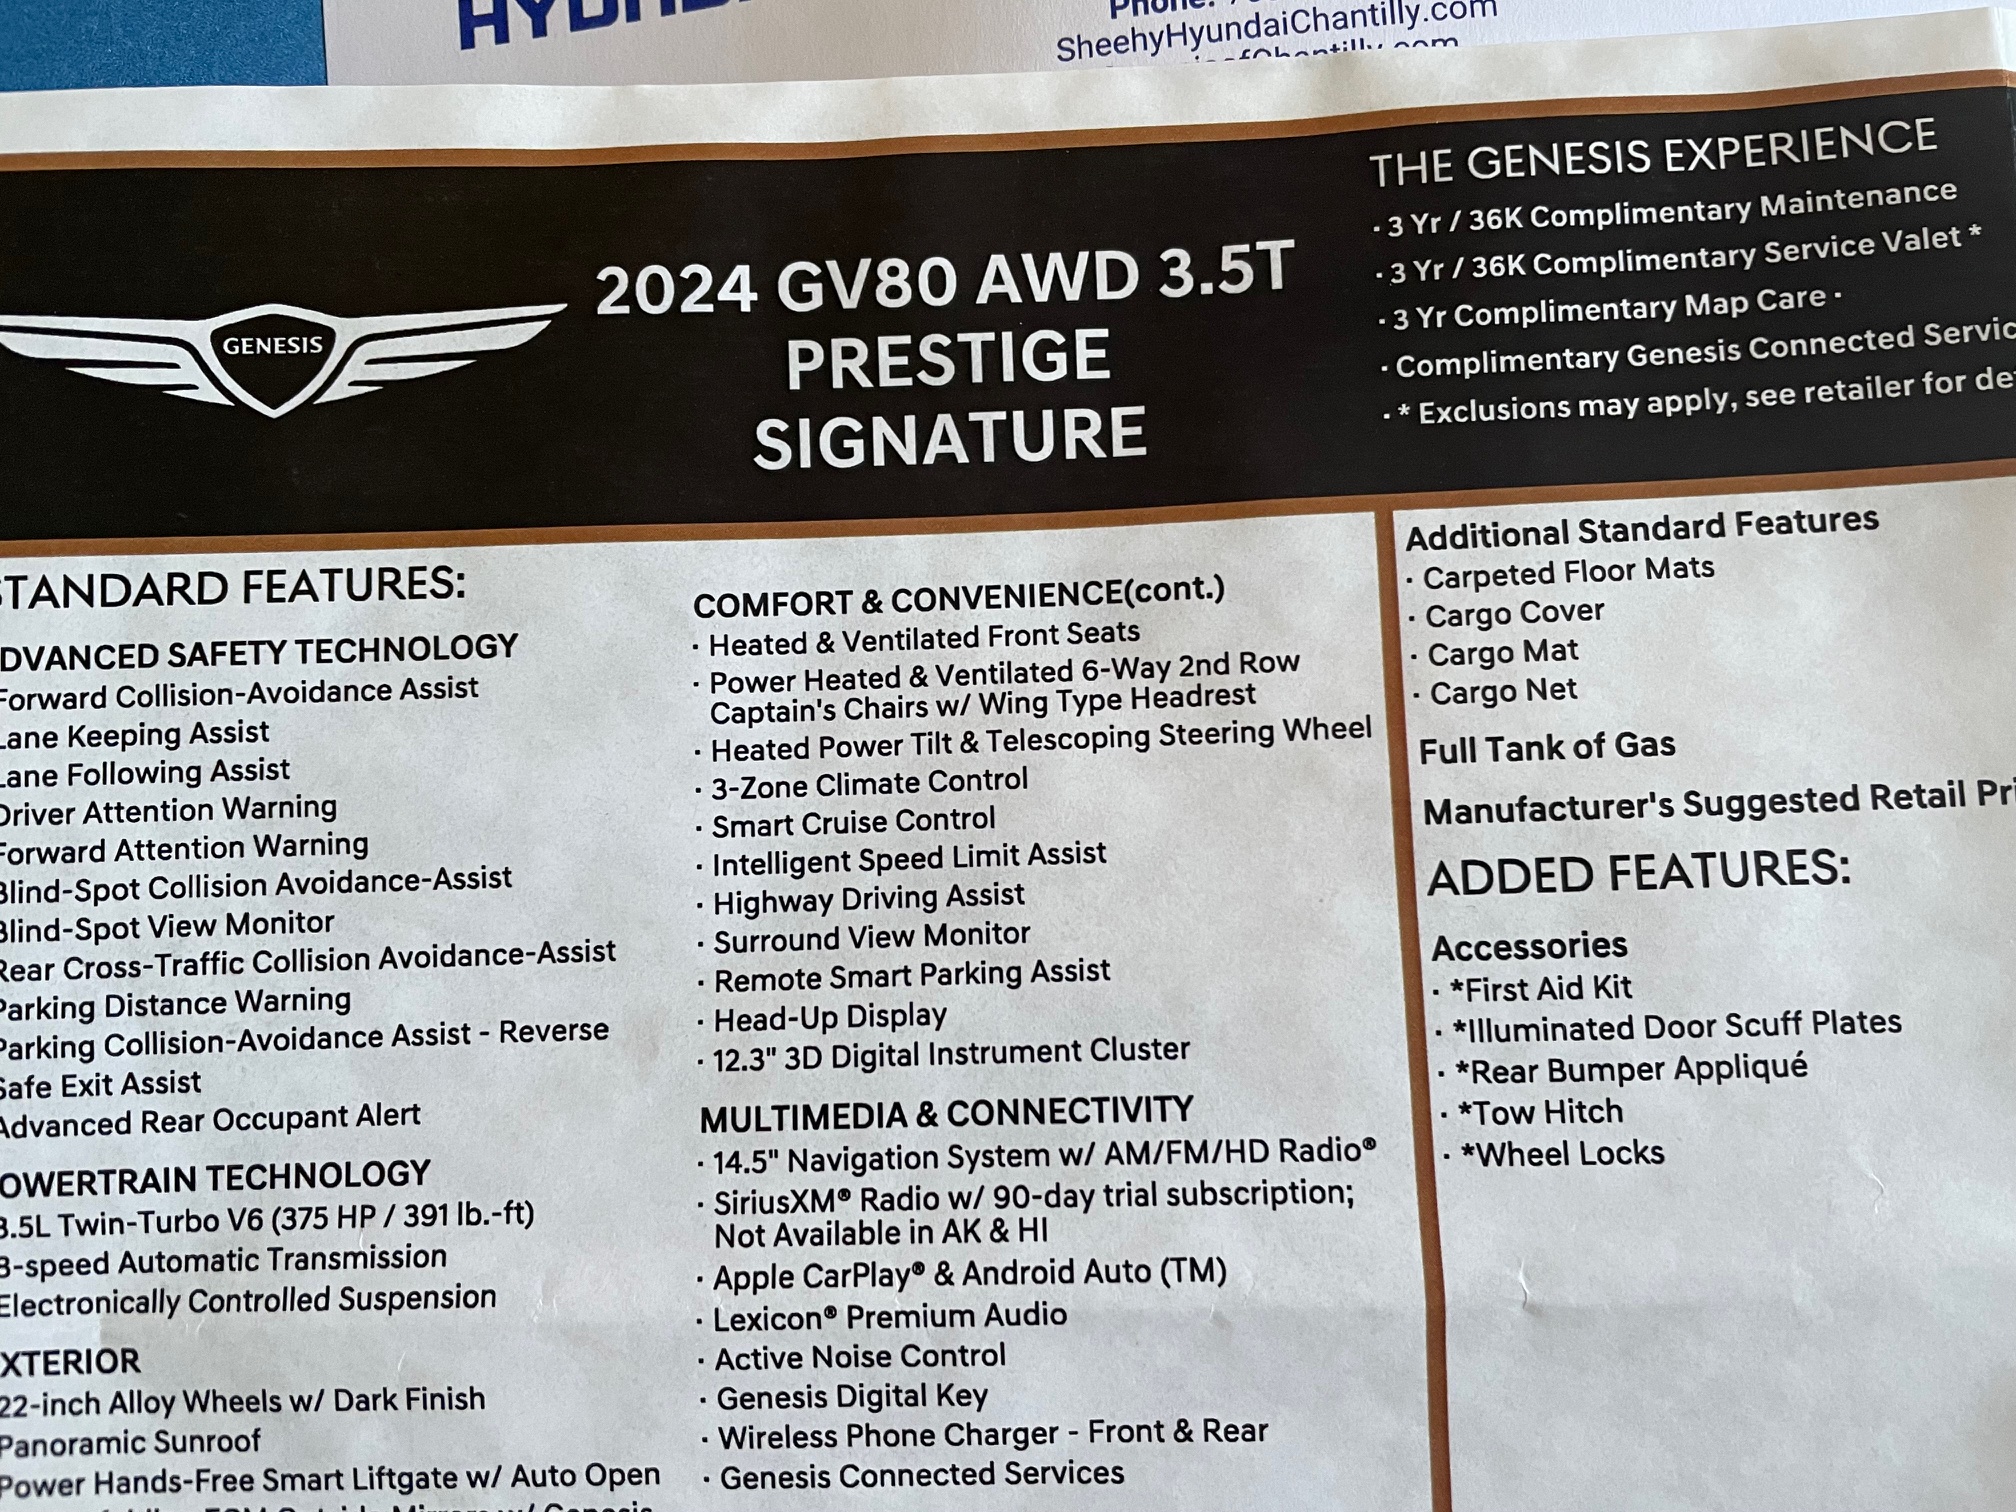 HYUNDAI
Phone:
SheehyHyundaiChantilly.com
ofChantilly.com
GENESIS
2024 GV80 AWD 3.5T
PRESTIGE
SIGNATURE
THE GENESIS EXPERIENCE
· 3 Yr / 36K Complimentary Maintenance
· 3 Yr / 36K Complimentary Service Valet *
· 3 Yr Complimentary Map Care ·
· Complimentary Genesis Connected Servic
· * Exclusions may apply, see retailer for de
STANDARD FEATURES:
DVANCED SAFETY TECHNOLOGY
Forward Collision-Avoidance Assist
Lane Keeping Assist
Lane Following Assist
Driver Attention Warning
Forward Attention Warning
Blind-Spot Collision Avoidance-Assist
Blind-Spot View Monitor
Rear Cross-Traffic Collision Avoidance-Assist
Parking Distance Warning
Parking Collision-Avoidance Assist - Reverse
Safe Exit Assist
Advanced Rear Occupant Alert
OWERTRAIN TECHNOLOGY
3.5L Twin-Turbo V6 (375 HP / 391 lb.-ft)
8-speed Automatic Transmission
Electronically Controlled Suspension
XTERIOR
22-inch Alloy Wheels w/ Dark Finish
Panoramic Sunroof
Power Hands-Free Smart Liftgate w/ Auto Open
Outside Mirrors w/ Genesis
COMFORT & CONVENIENCE(cont.)
· Heated & Ventilated Front Seats
· Power Heated & Ventilated 6-Way 2nd Row
Captain's Chairs w/ Wing Type Headrest
· Heated Power Tilt & Telescoping Steering Wheel
· 3-Zone Climate Control
· Smart Cruise Control
· Intelligent Speed Limit Assist
· Highway Driving Assist
· Surround View Monitor
· Remote Smart Parking Assist
· Head-Up Display
· 12.3" 3D Digital Instrument Cluster
MULTIMEDIA & CONNECTIVITY
· 14.5" Navigation System w/ AM/FM/HD Radio®
· SiriusXM® Radio w/ 90-day trial subscription;
Not Available in AK & HI
· Apple CarPlay® & Android Auto (TM)
· Lexicon® Premium Audio
· Active Noise Control
· Genesis Digital Key
· Wireless Phone Charger - Front & Rear
· Genesis Connected Services
Additional Standard Features
· Carpeted Floor Mats
· Cargo Cover
· Cargo Mat
· Cargo Net
Full Tank of Gas
Manufacturer's Suggested Retail Pri
ADDED FEATURES:
Accessories
· *First Aid Kit
· *Illuminated Door Scuff Plates
· *Rear Bumper Appliqué
· *Tow Hitch
· *Wheel Locks